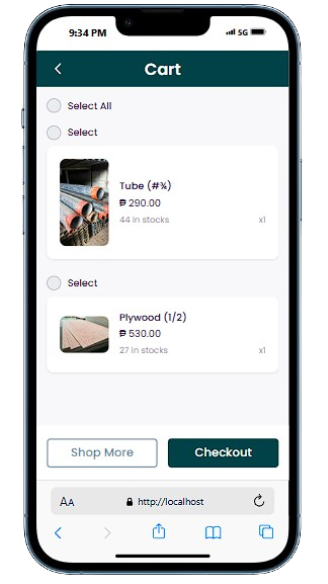 9:34 PM
5G
Cart
Select All
Select
Tube (#¾)
₱ 290.00
44 in stocks
x1
Select
Plywood (1/2)
₱ 530.00
27 in stocks
x1
Shop More
Checkout
AA
http://localhost